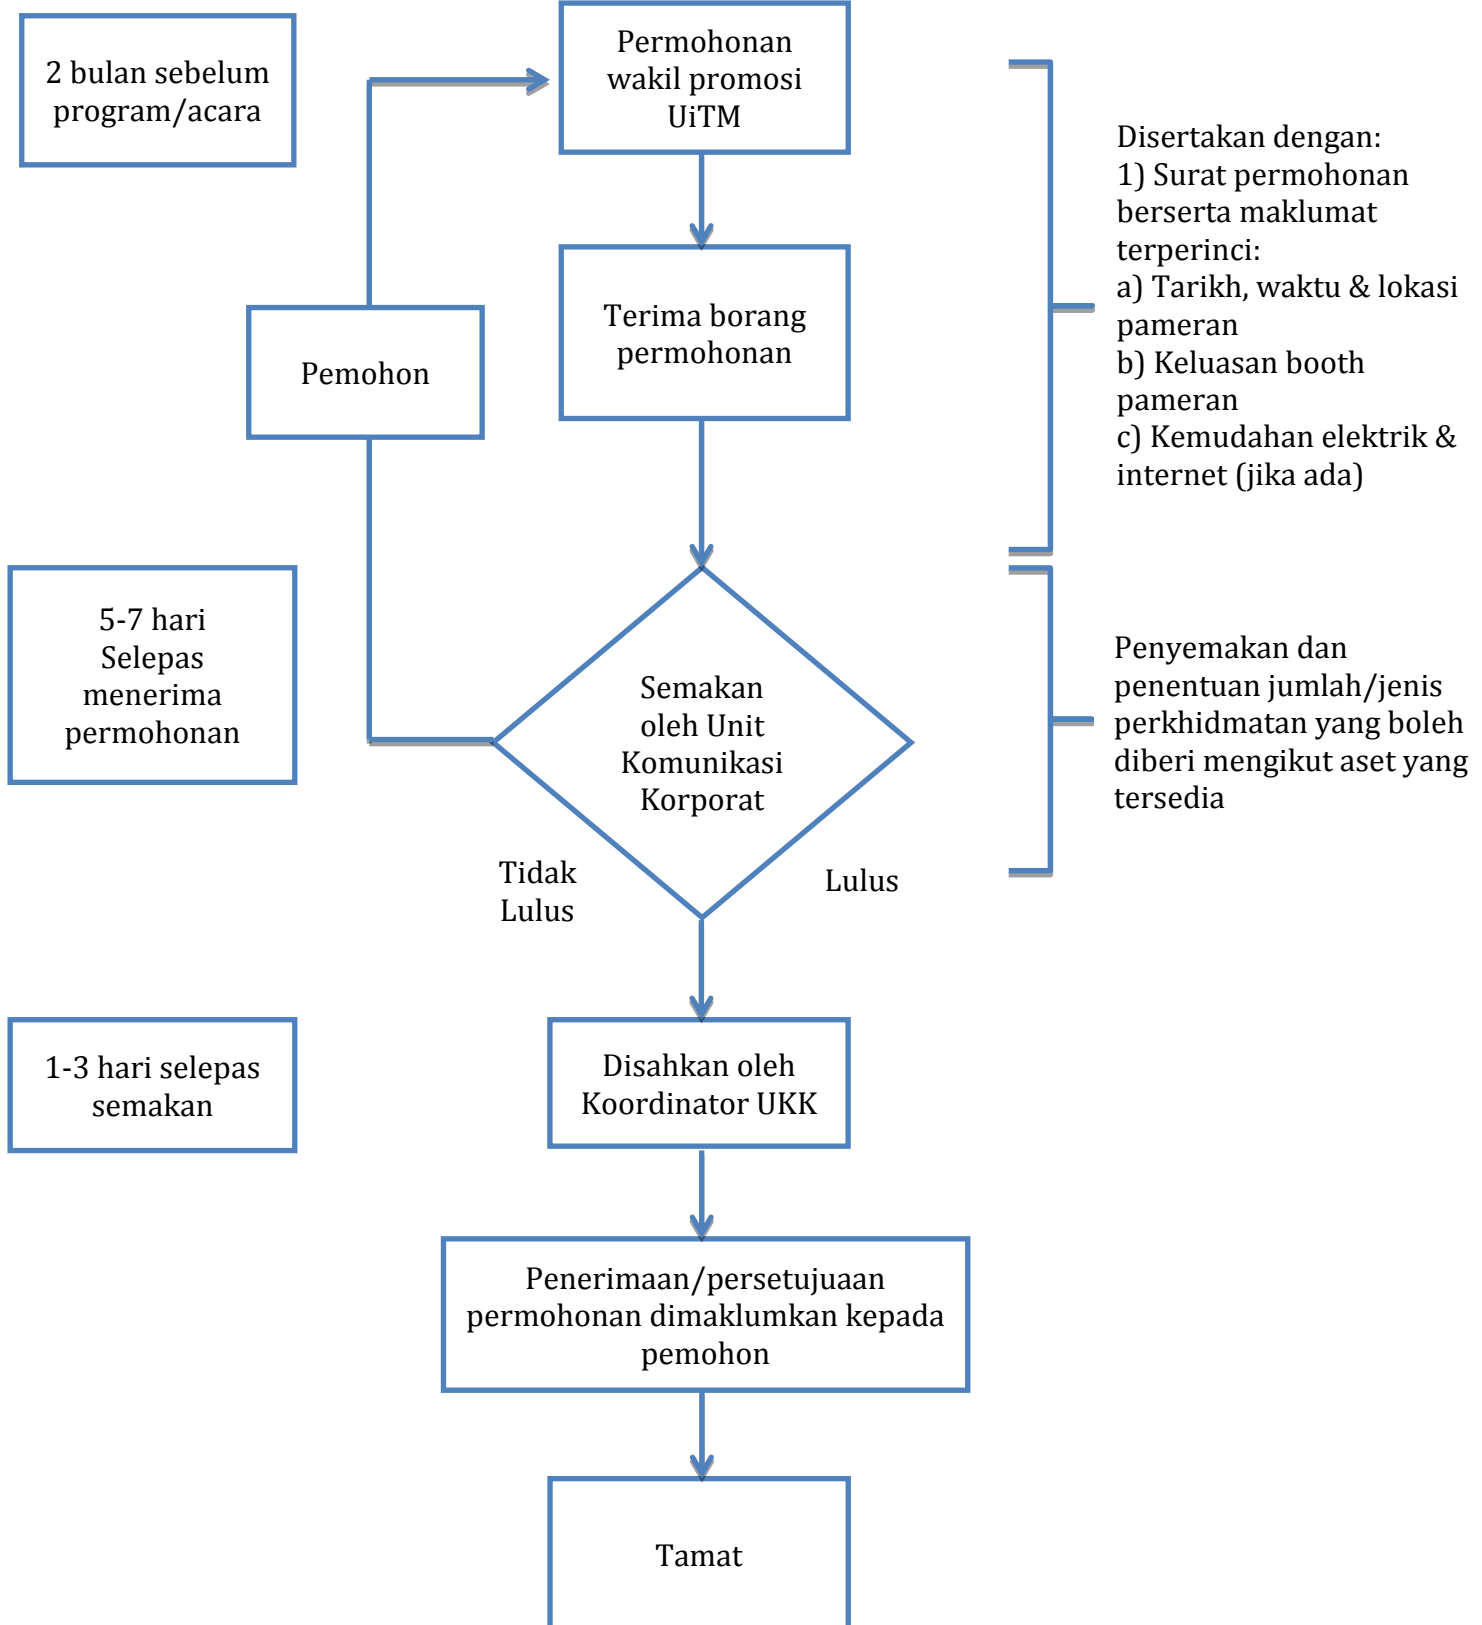 2 bulan sebelum
program/acara
Permohonan
wakil promosi
UiTM
Disertakan dengan:
1) Surat permohonan
berserta maklumat
terperinci:
a) Tarikh, waktu & lokasi
pameran
b) Keluasan booth
pameran
c) Kemudahan elektrik &
internet (jika ada)
Terima borang
permohonan
Pemohon
5-7 hari
Selepas
menerima
permohonan
Semakan
oleh Unit
Komunikasi
Korporat
Penyemakan dan
penentuan jumlah/jenis
perkhidmatan yang boleh
diberi mengikut aset yang
tersedia
Tidak
Lulus
Lulus
1-3 hari selepas
semakan
Disahkan oleh
Koordinator UKK
Penerimaan/persetujuaan
permohonan dimaklumkan kepada
pemohon
Tamat